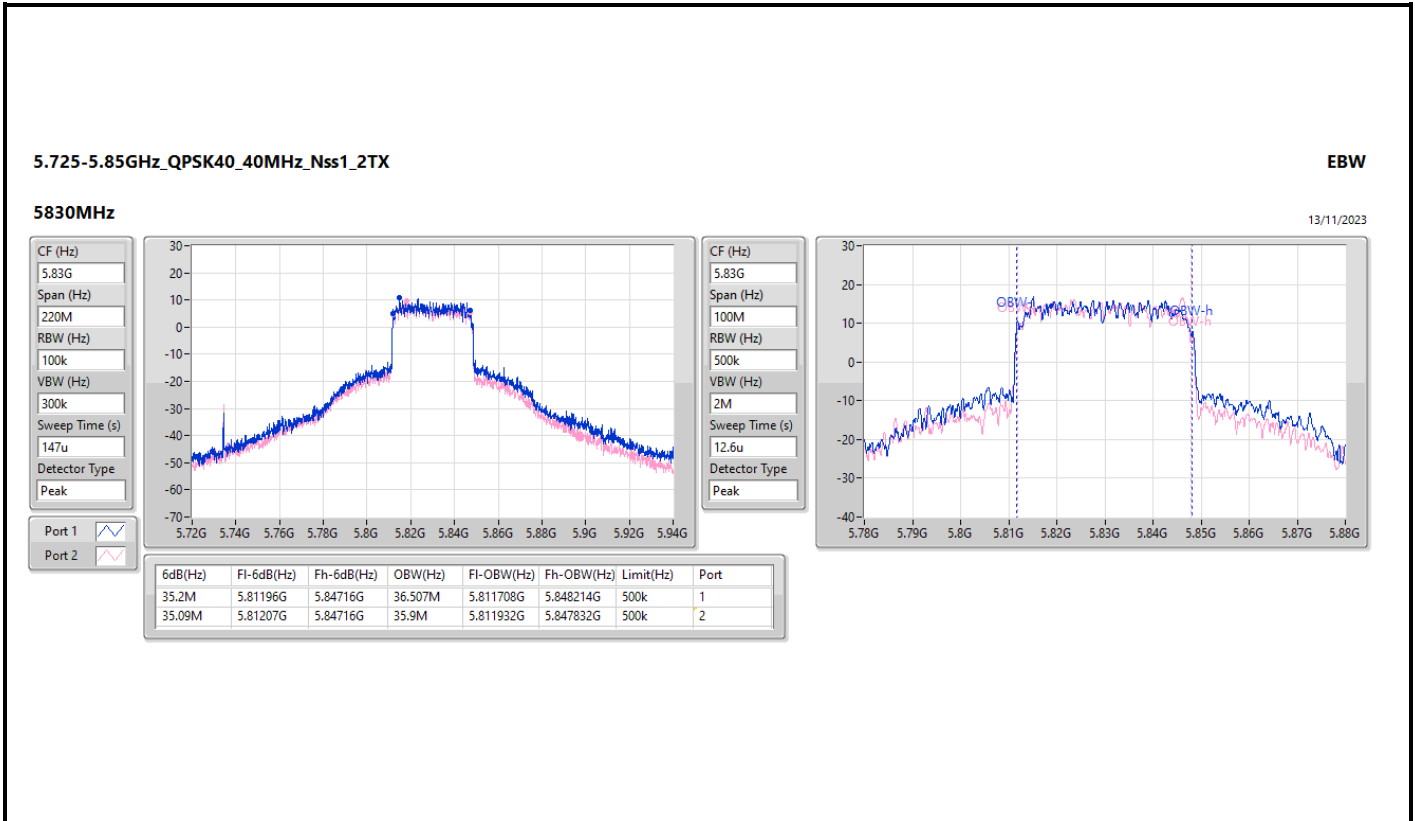 5.725-5.85GHz_QPSK40_40MHz_Nss1_2TX
EBW
5830MHz
13/11/2023
CF (Hz)
5.83G
Span (Hz)
220M
RBW (Hz)
100k
VBW (Hz)
300k
Sweep Time (s)
147u
Detector Type
Peak
Port 1
Port 2
30
20
10
0
-10
-20
-30
-40
-50
-60
-70
5.72G 5.74G 5.76G 5.78G 5.8G 5.82G 5.84G 5.86G 5.88G 5.9G 5.92G 5.94G
CF (Hz)
5.83G
Span (Hz)
100M
RBW (Hz)
500k
VBW (Hz)
2M
Sweep Time (s)
12.6u
Detector Type
Peak
30
20
10
0
-10
-20
-30
-40
5.78G 5.79G 5.8G 5.81G 5.82G 5.83G 5.84G 5.85G 5.86G 5.87G 5.88G
OBW-h
OBW-h
6dB(Hz) Fl-6dB(Hz) Fh-6dB(Hz) OBW(Hz) Fl-OBW(Hz) Fh-OBW(Hz) Limit(Hz) Port
35.2M 5.81196G 5.84716G 36.507M 5.811708G 5.848214G 500k 1
35.09M 5.81207G 5.84716G 35.9M 5.811932G 5.847832G 500k 2